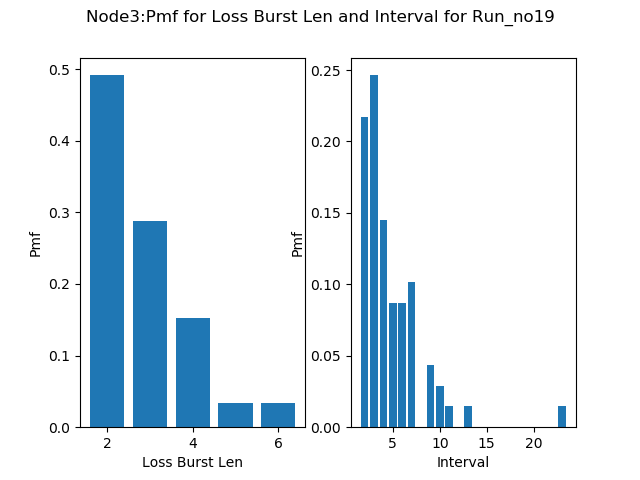 Node3:Pmf for Loss Burst Len and Interval for Run_no19
Pmf
0.5
0.4
0.3
0.2
0.1
0.0
2 4 6
Loss Burst Len
Pmf
0.25
0.20
0.15
0.10
0.05
0.00
5 10 15 20
Interval